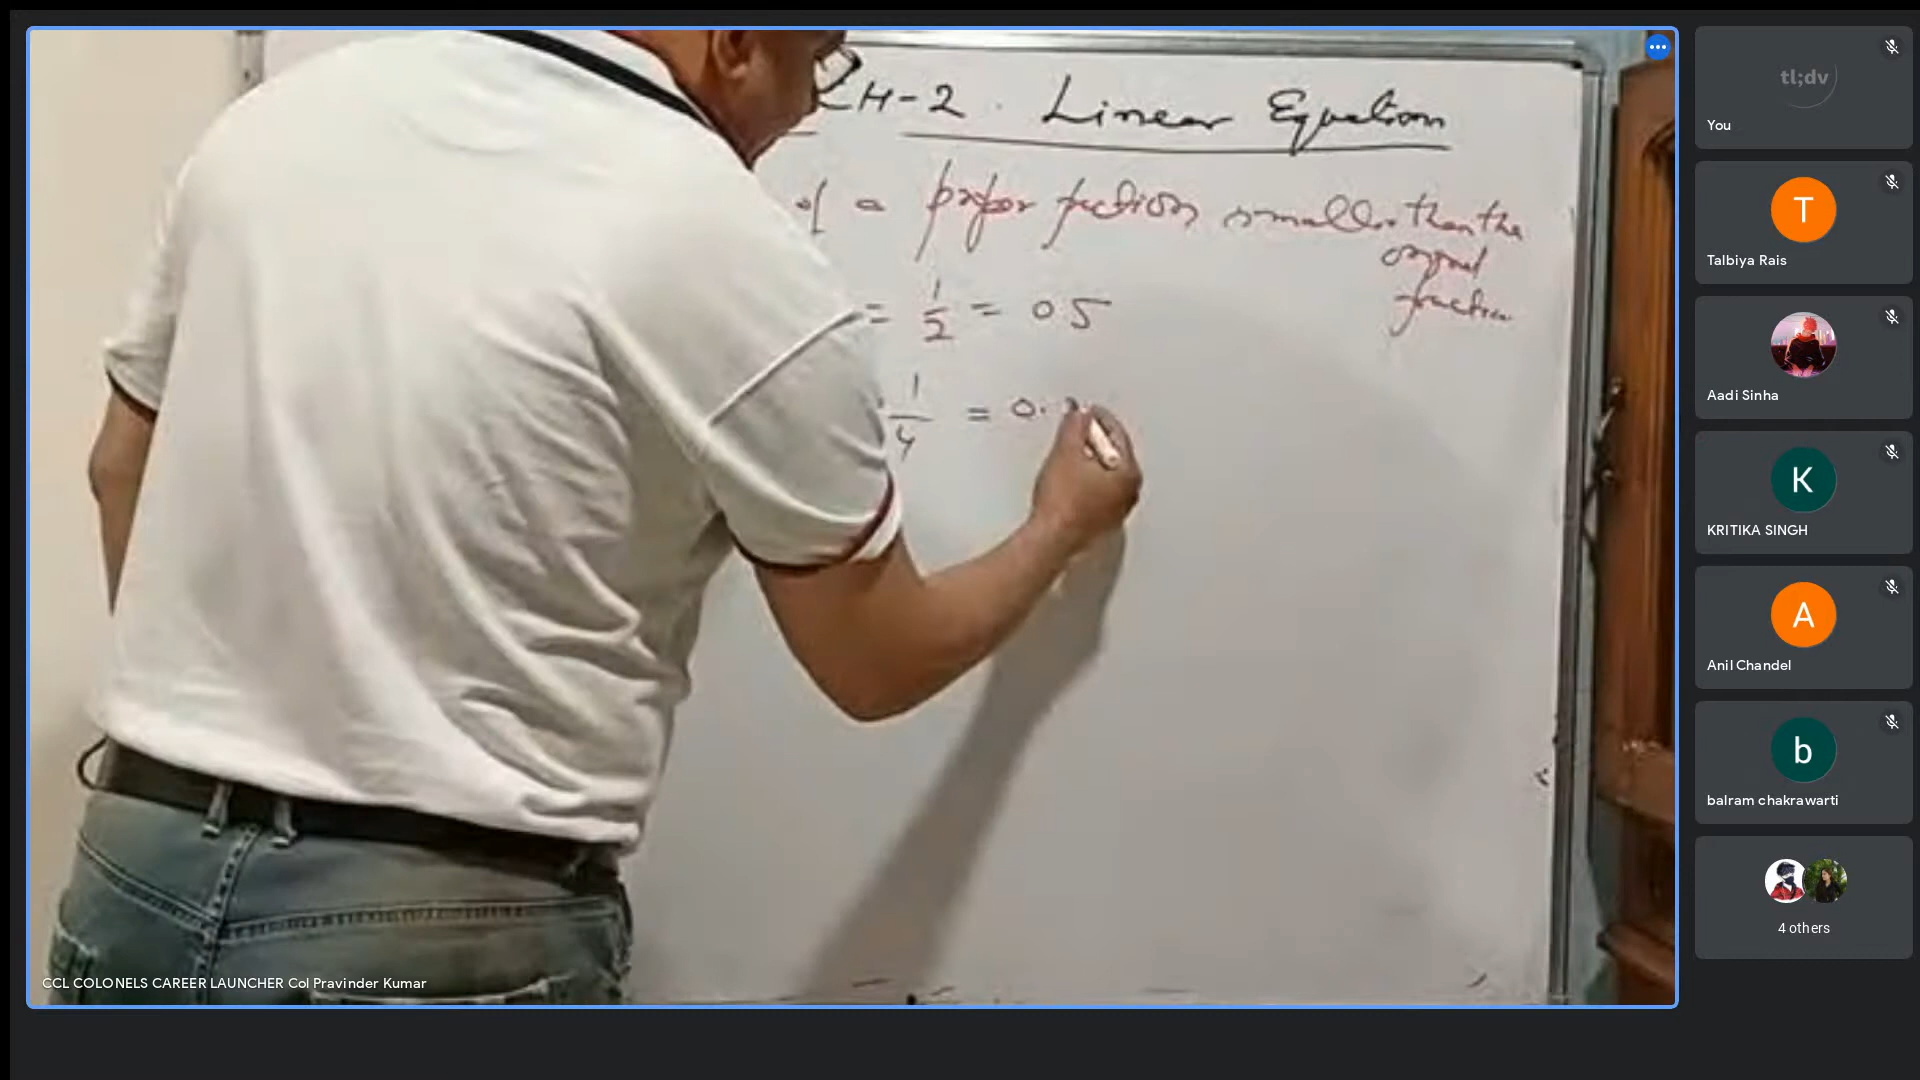 CH-2. Linear Equation
of a proper fraction smaller than the
original
fraction
= 1/2 = 0 5
1/4 = 0.
tl;dv
You
T
Talbiya Rais
Aadi Sinha
K
KRITIKA SINGH
A
Anil Chandel
b
balram chakrawarti
4 others
CCL COLONELS CAREER LAUNCHER Col Pravinder Kumar